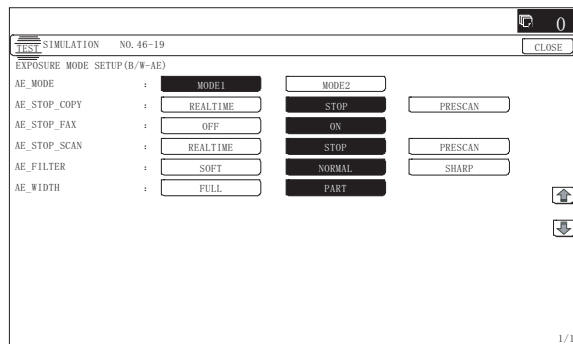 0
TEST SIMULATION NO. 46-19 CLOSE
EXPOSURE MODE SETUP(B/W-AE)
AE_MODE : MODE1 MODE2
AE_STOP_COPY : REALTIME STOP PRESCAN
AE_STOP_FAX : OFF ON
AE_STOP_SCAN : REALTIME STOP PRESCAN
AE_FILTER : SOFT NORMAL SHARP
AE_WIDTH : FULL PART
1/1